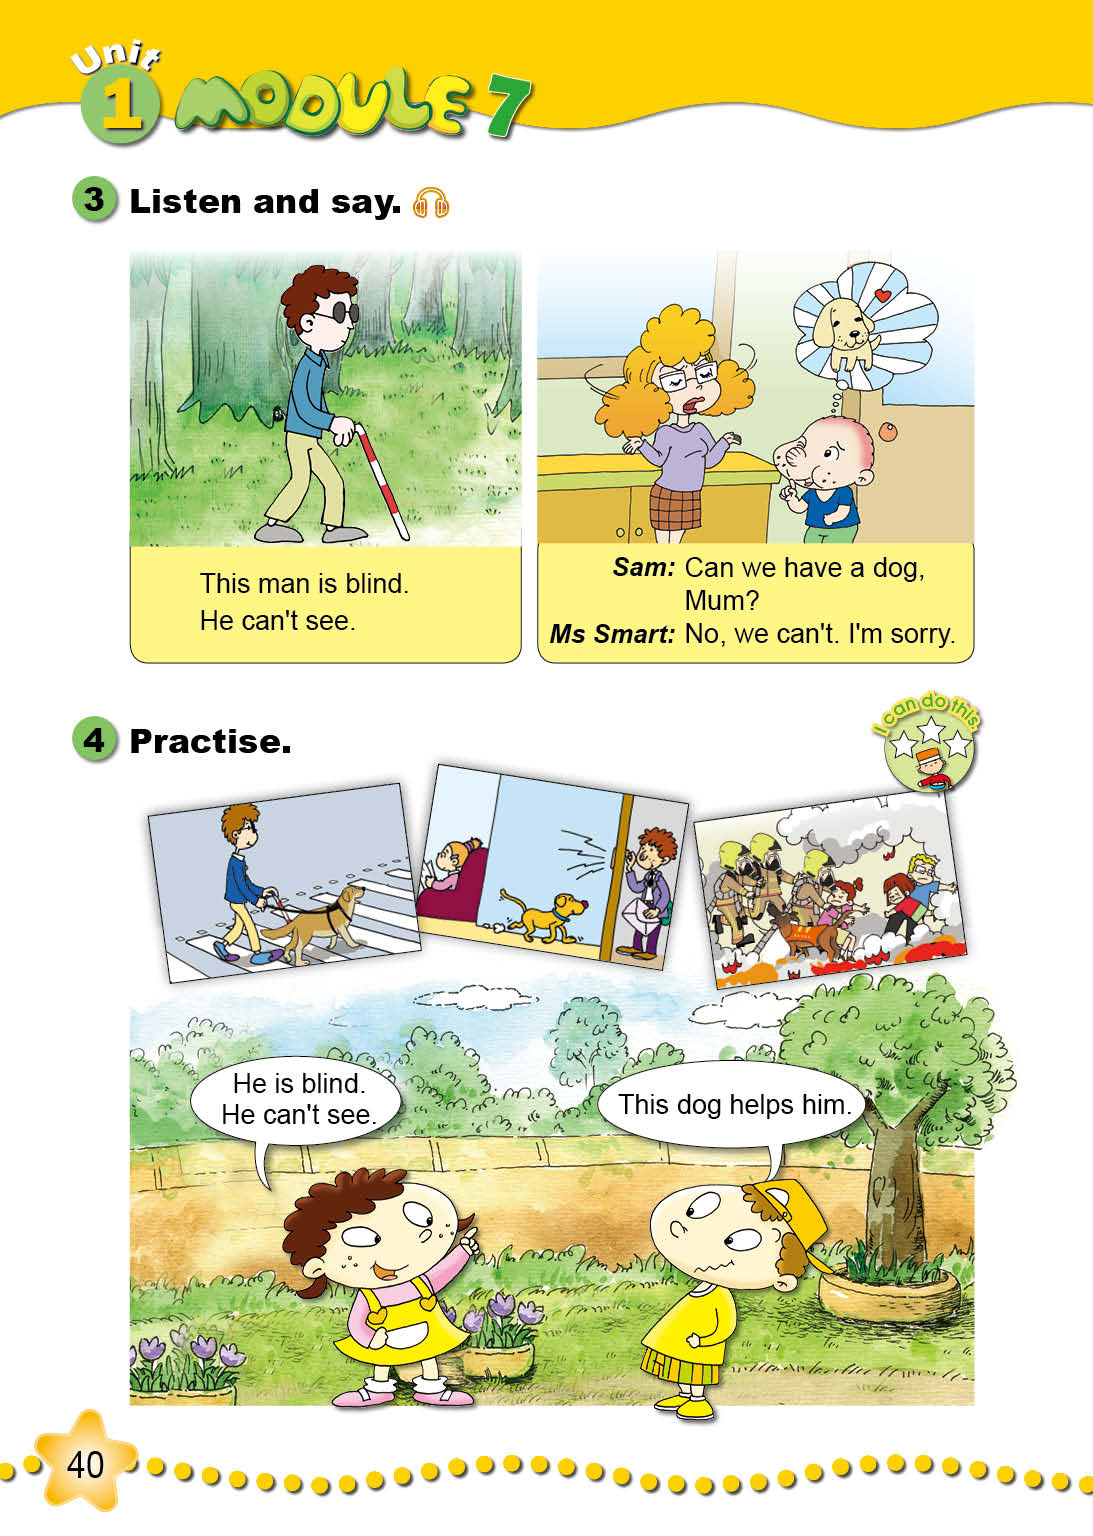 Unit
1 MODULE 7
3 Listen and say.
This man is blind.
He can't see.
Sam: Can we have a dog,
Mum?
Ms Smart: No, we can't. I'm sorry.
4 Practise.
I can do this.
He is blind.
He can't see.
This dog helps him.
40